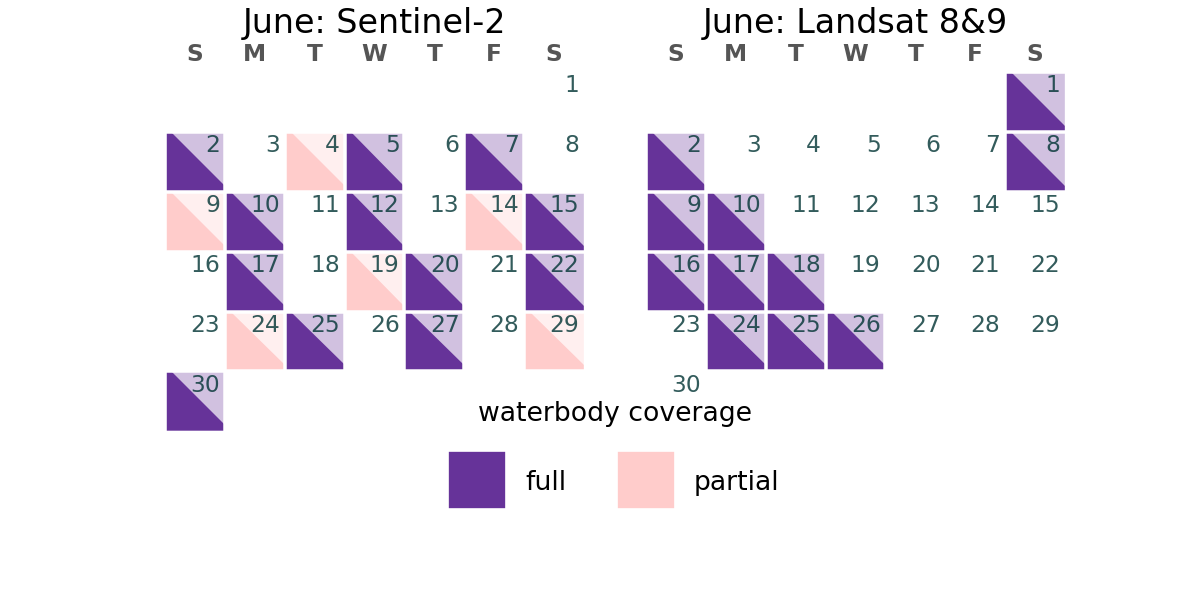 June: Sentinel-2
S M T W T F S
1
2 3 4 5 6 7 8
9 10 11 12 13 14 15
16 17 18 19 20 21 22
23 24 25 26 27 28 29
30
June: Landsat 8&9
S M T W T F S
1
2 3 4 5 6 7 8
9 10 11 12 13 14 15
16 17 18 19 20 21 22
23 24 25 26 27 28 29
30
waterbody coverage
full partial